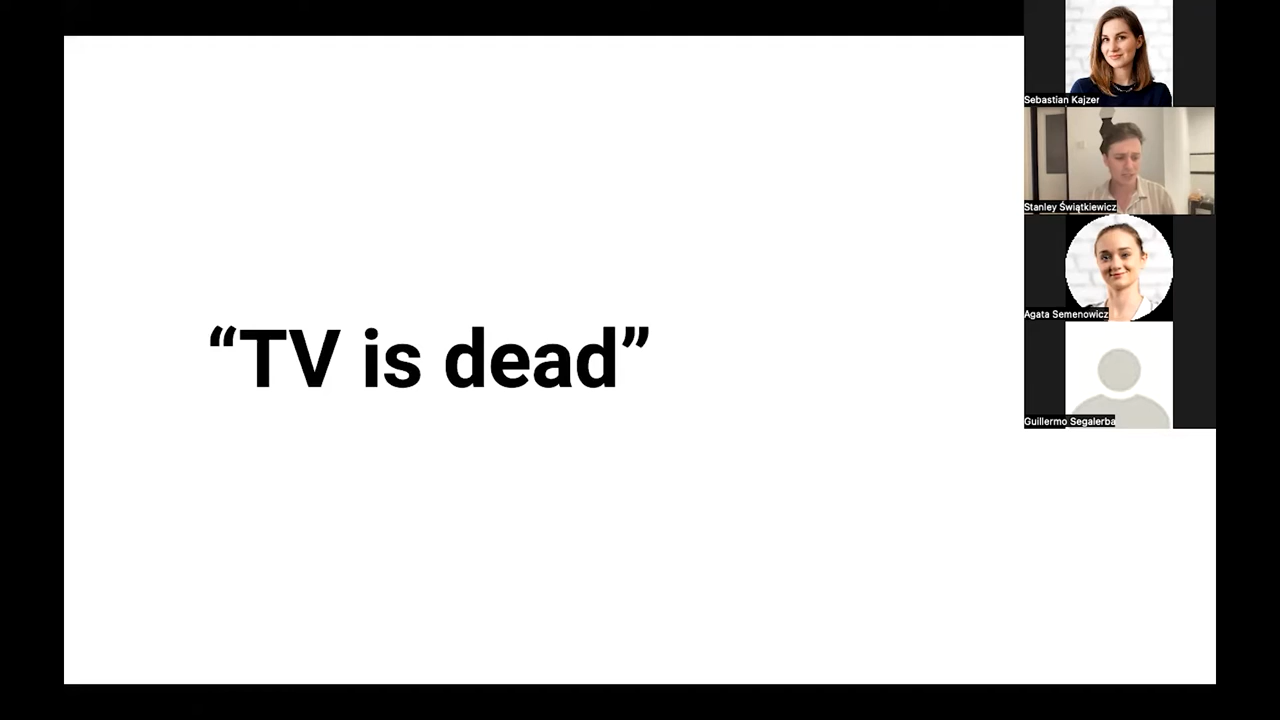 Sebastian Kajzer
Stanley Świątkiewicz
“TV is dead”
Agata Semenowicz
Guillermo Segalerba